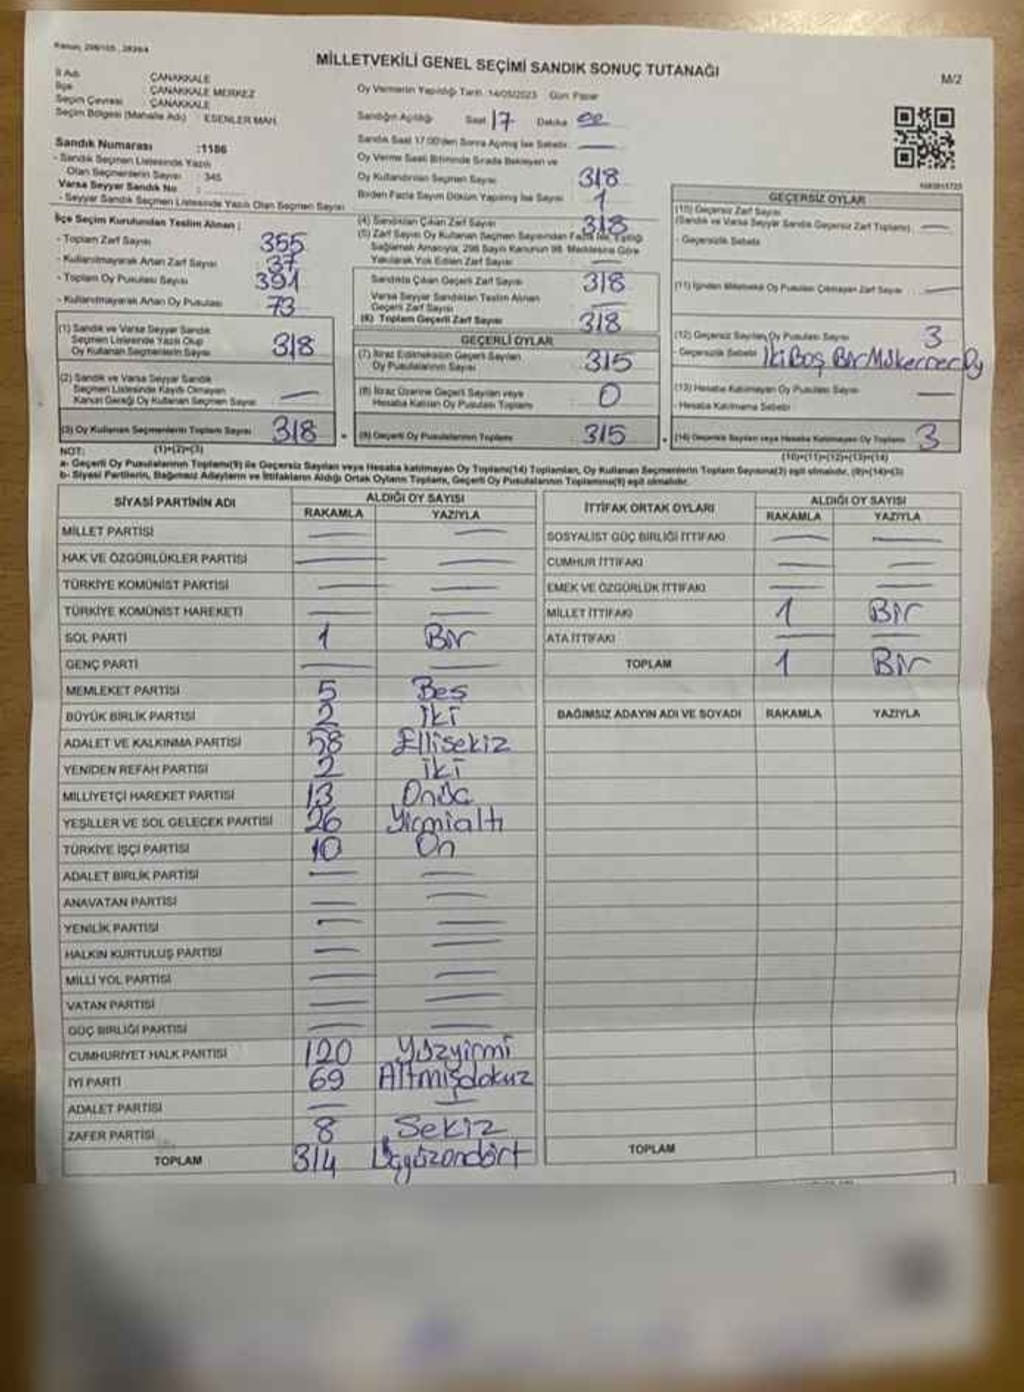 Kanun; 298/105 , 2839/4
MİLLETVEKİLİ GENEL SEÇİMİ SANDIK SONUÇ TUTANAĞI
M/2
İl Adı : ÇANAKKALE
İlçe : ÇANAKKALE MERKEZ
Seçim Çevresi : ÇANAKKALE
Seçim Bölgesi (Mahalle Adı) : ESENLER MAH.
Sandık Numarası :1186
- Sandık Seçmen Listesinde Yazılı
Olan Seçmenlerin Sayısı : 345
Varsa Seyyar Sandık No :
- Seyyar Sandık Seçmen Listesinde Yazılı Olan Seçmen Sayısı
Oy Vermenin Yapıldığı Tarih: 14/05/2023 Gün: Pazar
Sandığın Açılığı Saat 17 Dakika 00
Sandık Saat 17:00'den Sonra Açılmış İse Sebebi:
Oy Verme Saati Bitiminde Sırada Bekleyen ve
Oy Kullandırılan Seçmen Sayısı 318
Birden Fazla Sayım Döküm Yapılmış İse Sayısı 1
İlçe Seçim Kurulundan Teslim Alınan ;
- Toplam Zarf Sayısı 355
- Kullanılmayarak Artan Zarf Sayısı 37
- Toplam Oy Pusulası Sayısı 391
- Kullanılmayarak Artan Oy Pusulası 73
(1) Sandık ve Varsa Seyyar Sandık
Seçmen Listesinde Yazılı Olup
Oy Kullanan Seçmenlerin Sayısı 318
(2) Sandık ve Varsa Seyyar Sandık
Seçmen Listesinde Kayıtlı Olmayan
Kanun Gereği Oy Kullanan Seçmen Sayısı
(3) Oy Kullanan Seçmenlerin Toplam Sayısı 318
(1)+(2)=(3)
(4) Sandıktan Çıkan Zarf Sayısı 318
(5) Zarf Sayısı Oy Kullanan Seçmen Sayısından Fazla İse, Eşitliği
Sağlamak Amacıyla, 298 Sayılı Kanunun 98. Maddesine Göre
Yakılarak Yok Edilen Zarf Sayısı
Sandıkta Çıkan Geçerli Zarf Sayısı 318
Varsa Seyyar Sandıktan Teslim Alınan
Geçerli Zarf Sayısı
(6) Toplam Geçerli Zarf Sayısı 318
GEÇERLİ OYLAR
(7) İtiraz Edilmeksizin Geçerli Sayılan
Oy Pusulalarının Sayısı 315
(8) İtiraz Üzerine Geçerli Sayılan veya
Hesaba Katılan Oy Pusulası Toplamı 0
(9) Geçerli Oy Pusulalarının Toplamı 315
GEÇERSİZ OYLAR
(10) Geçersiz Zarf Sayısı
(Sandık ve Varsa Seyyar Sandık Geçersiz Zarf Toplamı)
- Geçersizlik Sebebi
(11) İçinden Milletvekili Oy Pusulası Çıkmayan Zarf Sayısı
(12) Geçersiz Sayılan Oy Pusulası Sayısı 3
- Geçersizlik Sebebi İki Boş Bir Mükerrer Oy
(13) Hesaba Katılmayan Oy Pusulası Sayısı
- Hesaba Katılmama Sebebi
(14) Geçersiz Sayılan veya Hesaba Katılmayan Oy Toplamı 3
(10)+(11)+(12)+(13)=(14)
NOT:
a- Geçerli Oy Pusulalarının Toplamı(9) ile Geçersiz Sayılan veya Hesaba katılmayan Oy Toplamı(14) Toplamları, Oy Kullanan Seçmenlerin Toplam Sayısına(3) eşit olmalıdır. (9)+(14)=(3)
b- Siyasi Partilerin, Bağımsız Adayların ve İttifakların Aldığı Ortak Oyların Toplamı, Geçerli Oy Pusulalarının Toplamına(9) eşit olmalıdır.
SİYASİ PARTİNİN ADI ALDIĞI OY SAYISI
RAKAMLA YAZIYLA
MİLLET PARTİSİ
HAK VE ÖZGÜRLÜKLER PARTİSİ
TÜRKİYE KOMÜNİST PARTİSİ
TÜRKİYE KOMÜNİST HAREKETİ
SOL PARTİ 1 Bir
GENÇ PARTİ
MEMLEKET PARTİSİ 5 Beş
BÜYÜK BİRLİK PARTİSİ 2 İki
ADALET VE KALKINMA PARTİSİ 58 Ellisekiz
YENİDEN REFAH PARTİSİ 2 iki
MİLLİYETÇİ HAREKET PARTİSİ 13 Onüç
YEŞİLLER VE SOL GELECEK PARTİSİ 26 Yirmialtı
TÜRKİYE İŞÇİ PARTİSİ 10 On
ADALET BİRLİK PARTİSİ
ANAVATAN PARTİSİ
YENİLİK PARTİSİ
HALKIN KURTULUŞ PARTİSİ
MİLLİ YOL PARTİSİ
VATAN PARTİSİ
GÜÇ BİRLİĞİ PARTİSİ
CUMHURİYET HALK PARTİSİ 120 Yüzyirmi
İYİ PARTİ 69 Altmışdokuz
ADALET PARTİSİ
ZAFER PARTİSİ 8 Sekiz
TOPLAM 314 Üçyüzondört
İTTİFAK ORTAK OYLARI ALDIĞI OY SAYISI
RAKAMLA YAZIYLA
SOSYALİST GÜÇ BİRLİĞİ İTTİFAKI
CUMHUR İTTİFAKI
EMEK VE ÖZGÜRLÜK İTTİFAKI
MİLLET İTTİFAKI 1 Bir
ATA İTTİFAKI
TOPLAM 1 Bir
BAĞIMSIZ ADAYIN ADI VE SOYADI RAKAMLA YAZIYLA
TOPLAM